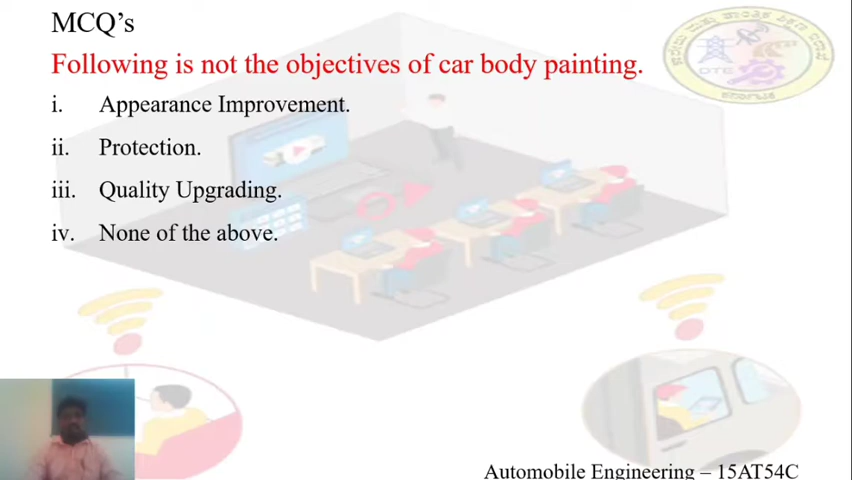 MCQ’s
Following is not the objectives of car body painting.
i. Appearance Improvement.
ii. Protection.
iii. Quality Upgrading.
iv. None of the above.
DTE
Automobile Engineering – 15AT54C